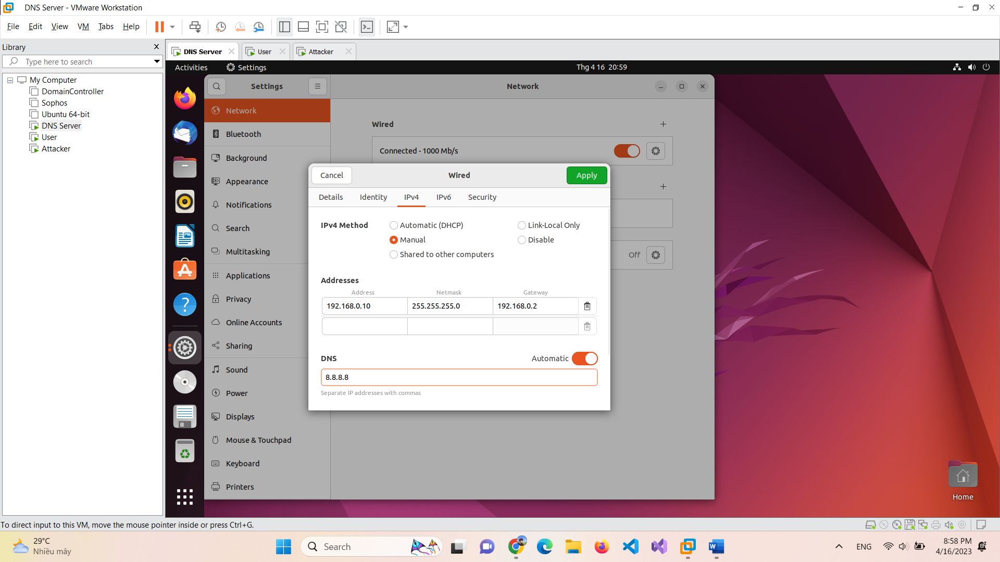 DNS Server - VMware Workstation
File Edit View VM Tabs Help
Library
Type here to search
My Computer
DomainController
Sophos
Ubuntu 64-bit
DNS Server
User
Attacker
DNS Server User Attacker
Activities Settings Thg 4 16 20:59
Settings Network
Network
Bluetooth
Background
Appearance
Notifications
Search
Multitasking
Applications
Privacy
Online Accounts
Sharing
Sound
Power
Displays
Mouse & Touchpad
Keyboard
Printers
Wired
Connected - 1000 Mb/s
Off
Cancel Wired Apply
Details Identity IPv4 IPv6 Security
IPv4 Method Automatic (DHCP) Link-Local Only
Manual Disable
Shared to other computers
Addresses
Address Netmask Gateway
192.168.0.10 255.255.255.0 192.168.0.2
DNS Automatic
8.8.8.8
Separate IP addresses with commas
Home
To direct input to this VM, move the mouse pointer inside or press Ctrl+G.
29°C
Nhiều mây
Search
ENG
8:58 PM
4/16/2023